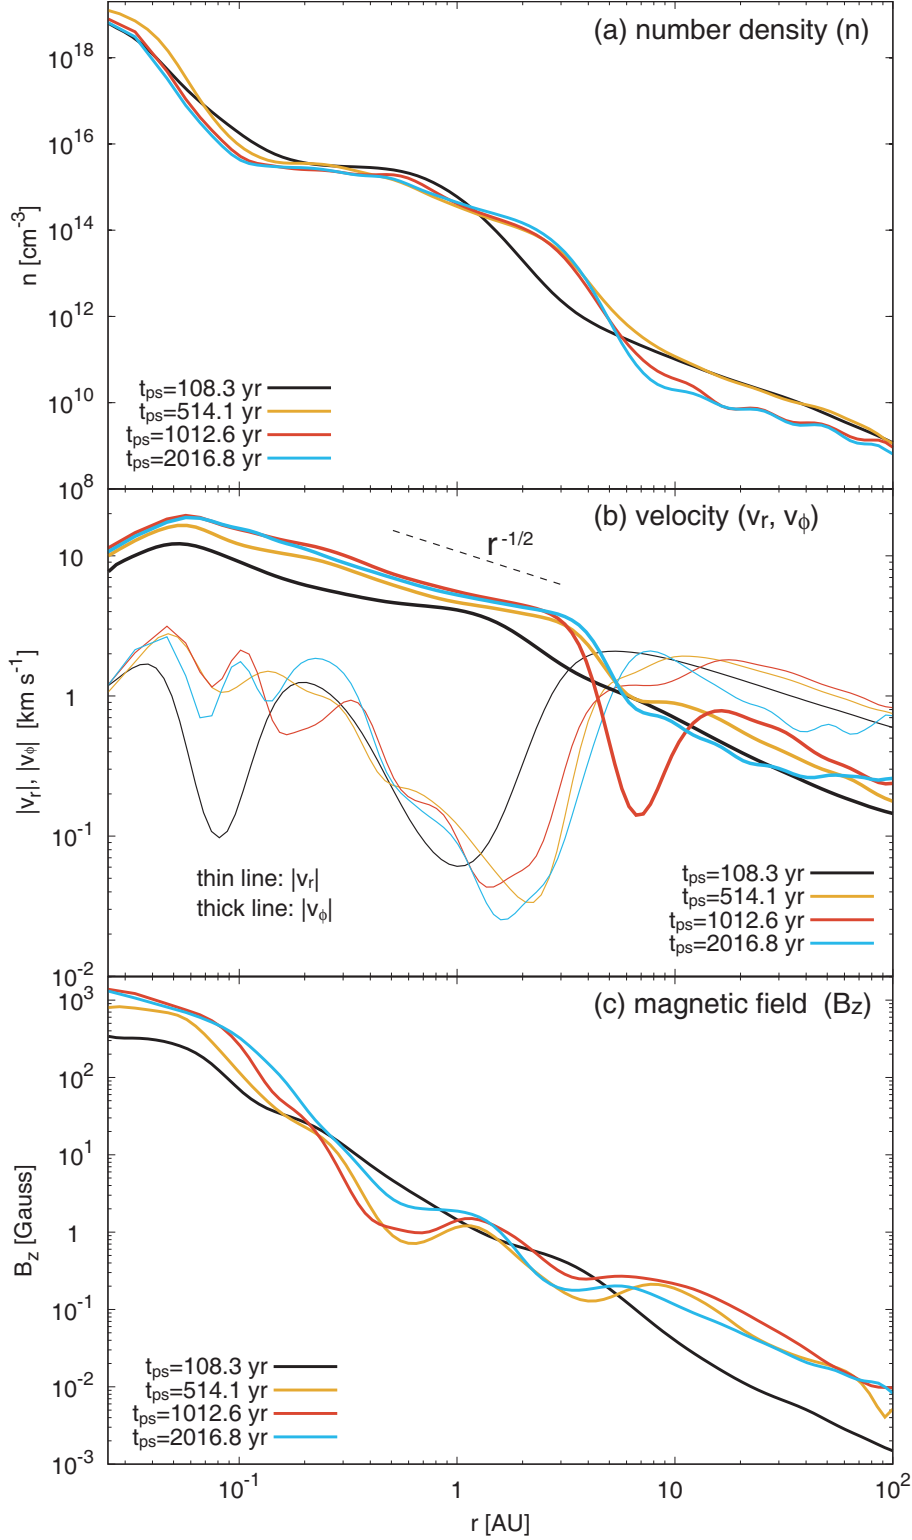 (a) number density (n)
10^18
10^16
10^14
10^12
10^10
10^8
n [cm^-3]
t_ps=108.3 yr
t_ps=514.1 yr
t_ps=1012.6 yr
t_ps=2016.8 yr
(b) velocity (v_r, v_ϕ)
r^-1/2
10
1
10^-1
10^-2
|v_r|, |v_ϕ| [km s^-1]
thin line: |v_r|
thick line: |v_ϕ|
t_ps=108.3 yr
t_ps=514.1 yr
t_ps=1012.6 yr
t_ps=2016.8 yr
(c) magnetic field (B_z)
10^3
10^2
10^1
1
10^-1
10^-2
10^-3
B_z [Gauss]
t_ps=108.3 yr
t_ps=514.1 yr
t_ps=1012.6 yr
t_ps=2016.8 yr
10^-1 1 10 10^2
r [AU]